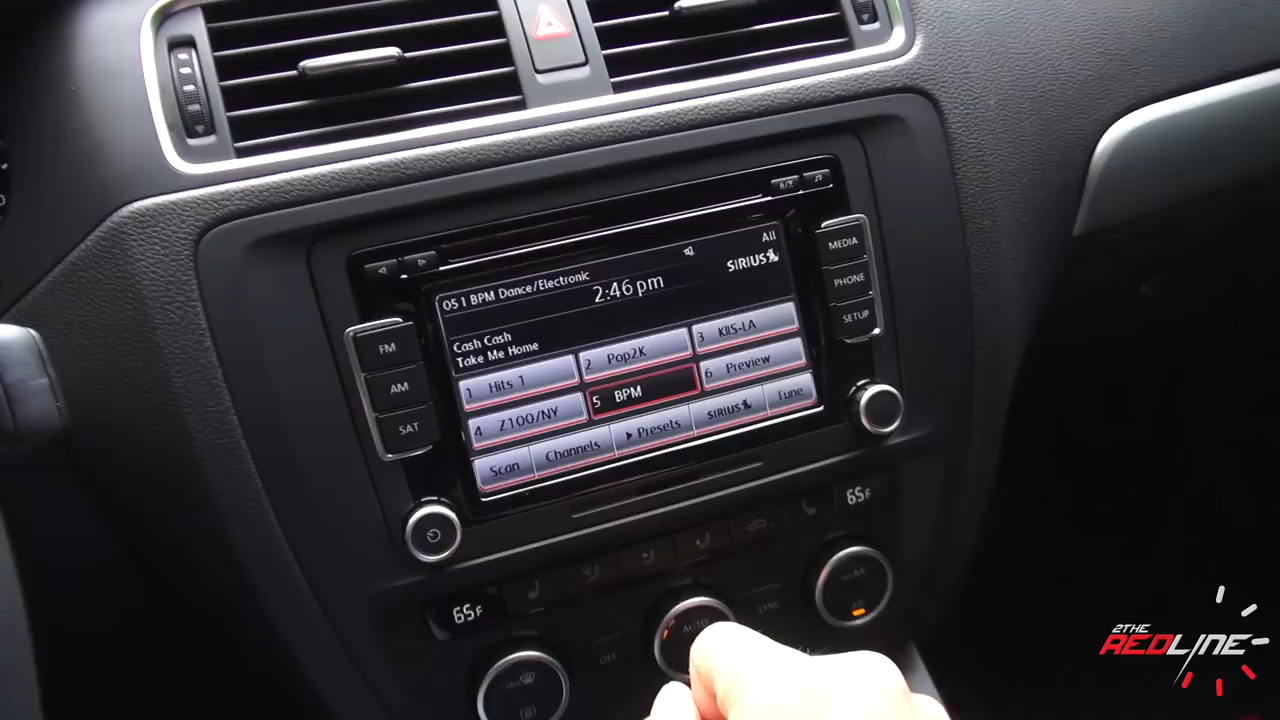 All
SIRIUS
051 BPM Dance/Electronic
2:46 pm
Cash Cash
Take Me Home
1 Hits 1
2 Pop2K
3 KIIS-LA
4 Z100/NY
5 BPM
6 Preview
Scan
Channels
Presets
SIRIUS
Tune
FM
AM
SAT
MEDIA
PHONE
SETUP
65F
65F
AUTO
SYNC
OFF
2THE
REDLINE